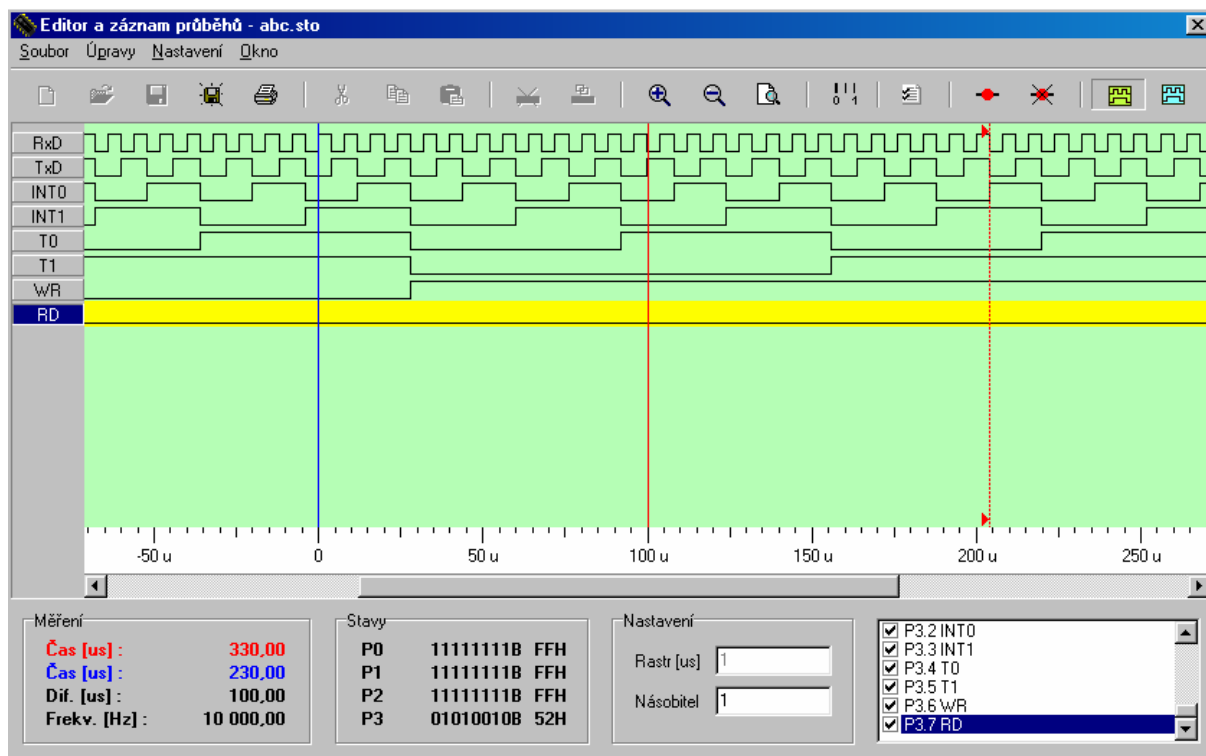 Editor a záznam průběhů - abc.sto
Soubor Úpravy Nastavení Okno
RxD
TxD
INT0
INT1
T0
T1
WR
RD
-50 u 0 50 u 100 u 150 u 200 u 250 u
Měření
Čas [us] : 330,00
Čas [us] : 230,00
Dif. [us] : 100,00
Frekv. [Hz] : 10 000,00
Stavy
P0 11111111B FFH
P1 11111111B FFH
P2 11111111B FFH
P3 01010010B 52H
Nastavení
Rastr [us] 1
Násobitel 1
P3.2 INT0
P3.3 INT1
P3.4 T0
P3.5 T1
P3.6 WR
P3.7 RD